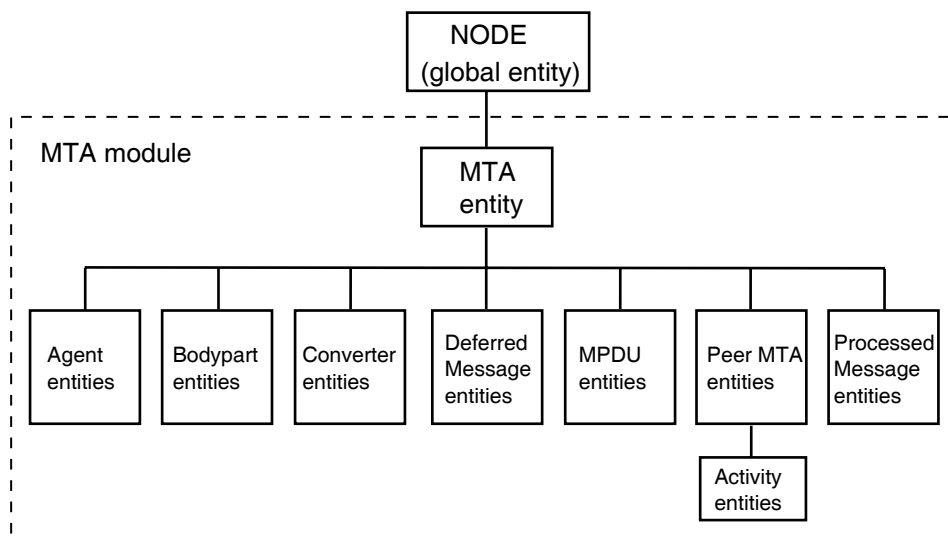 NODE
(global entity)
MTA module
MTA
entity
Agent
entities
Bodypart
entities
Converter
entities
Deferred
Message
entities
MPDU
entities
Peer MTA
entities
Processed
Message
entities
Activity
entities